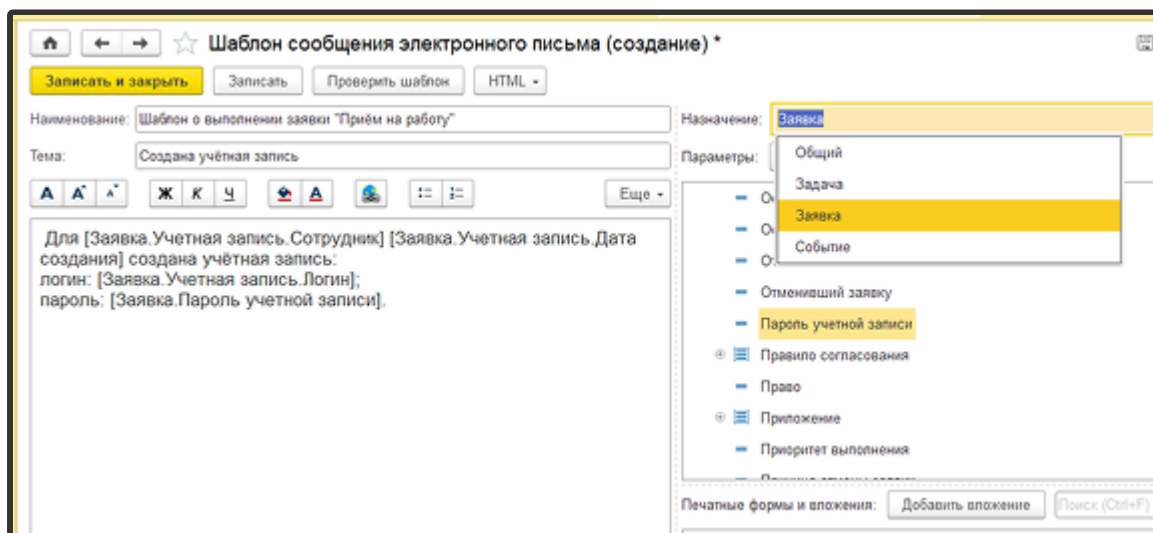 Шаблон сообщения электронного письма (создание) *
Записать и закрыть Записать Проверить шаблон HTML
Наименование: Шаблон о выполнении заявки "Приём на работу" Назначение: Заявка
Тема: Создана учётная запись Параметры:
Общий
Задача
Заявка
Событие
А А А Ж К Ч А Еще
Для [Заявка.Учетная запись.Сотрудник] [Заявка.Учетная запись.Дата
создания] создана учётная запись:
логин: [Заявка.Учетная запись.Логин];
пароль: [Заявка.Пароль учетной записи].
Отменивший заявку
Пароль учетной записи
Правило согласования
Право
Приложение
Приоритет выполнения
Печатные формы и вложения: Добавить вложение Поиск (Ctrl+F)